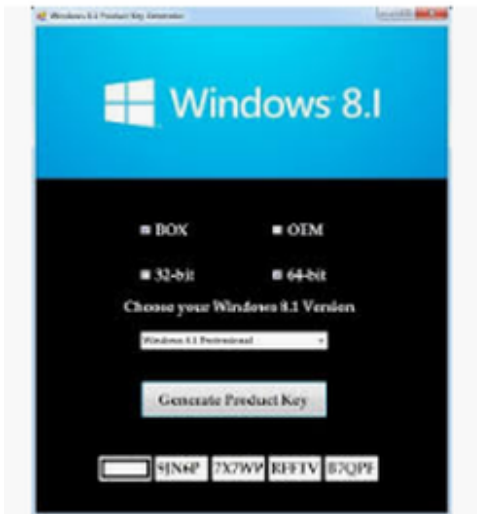 Windows 8.1 Product Key Generator
Windows 8.1
BOX OEM
32-bit 64-bit
Choose your Windows 8.1 Version
Windows 8.1 Professional
Generate Product Key
9JN6P 7X7WP RFFTV B7QPF